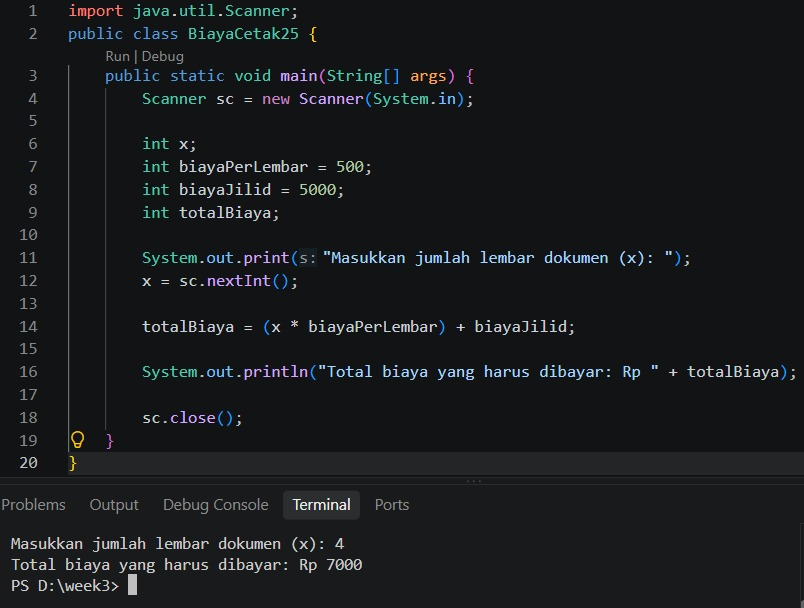 1 import java.util.Scanner;
2 public class BiayaCetak25 {
Run | Debug
3 public static void main(String[] args) {
4 Scanner sc = new Scanner(System.in);
5
6 int x;
7 int biayaPerLembar = 500;
8 int biayaJilid = 5000;
9 int totalBiaya;
10
11 System.out.print(s: "Masukkan jumlah lembar dokumen (x): ");
12 x = sc.nextInt();
13
14 totalBiaya = (x * biayaPerLembar) + biayaJilid;
15
16 System.out.println("Total biaya yang harus dibayar: Rp " + totalBiaya);
17
18 sc.close();
19 }
20 }
Problems Output Debug Console Terminal Ports
Masukkan jumlah lembar dokumen (x): 4
Total biaya yang harus dibayar: Rp 7000
PS D:\week3>